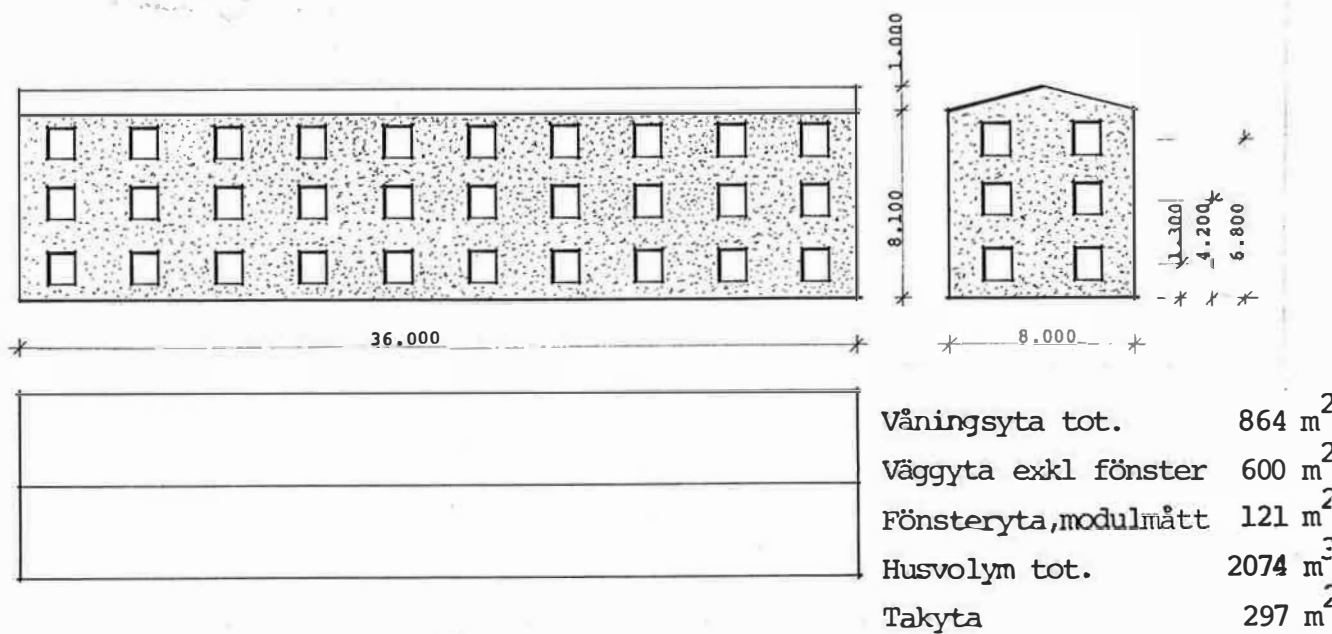 1.000
8.100
1.300
4.200
6.800
36.000
8.000
Våningsyta tot. 864 m²
Väggyta exkl fönster 600 m²
Fönsteryta,modulmått 121 m²
Husvolym tot. 2074 m³
Takyta 297 m²